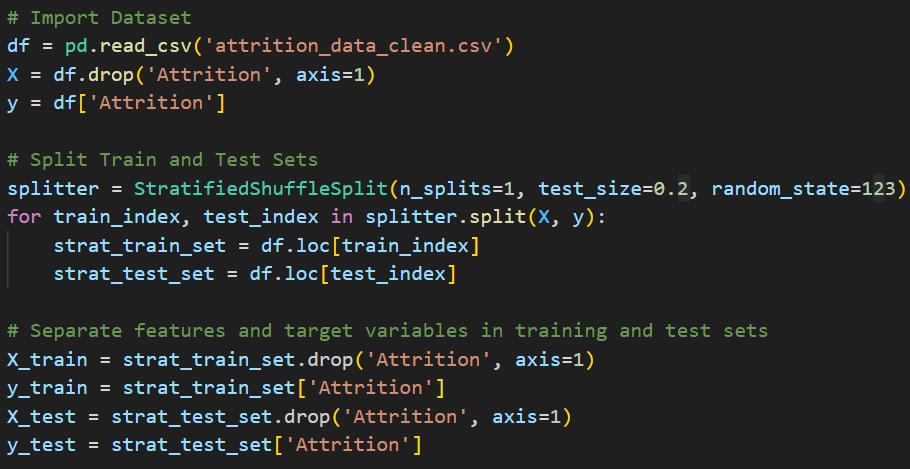 # Import Dataset
df = pd.read_csv('attrition_data_clean.csv')
X = df.drop('Attrition', axis=1)
y = df['Attrition']

# Split Train and Test Sets
splitter = StratifiedShuffleSplit(n_splits=1, test_size=0.2, random_state=123)
for train_index, test_index in splitter.split(X, y):
    strat_train_set = df.loc[train_index]
    strat_test_set = df.loc[test_index]

# Separate features and target variables in training and test sets
X_train = strat_train_set.drop('Attrition', axis=1)
y_train = strat_train_set['Attrition']
X_test = strat_test_set.drop('Attrition', axis=1)
y_test = strat_test_set['Attrition']